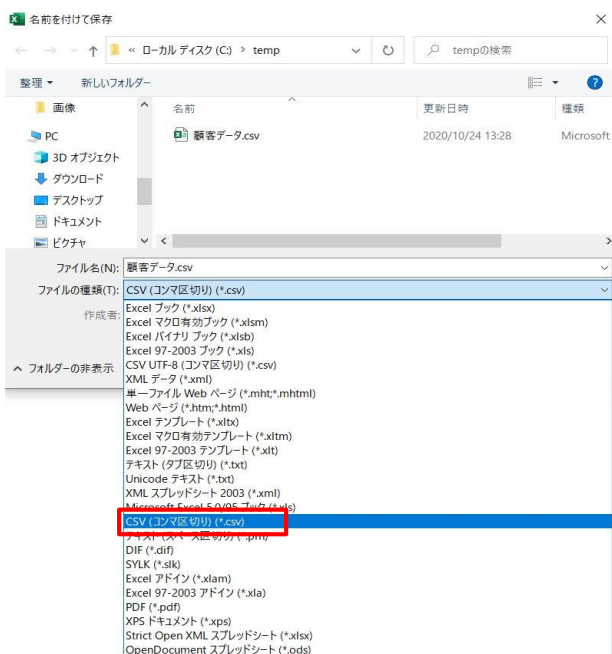 名前を付けて保存
« ローカル ディスク (C:) > temp
tempの検索
整理
新しいフォルダー
画像
PC
3D オブジェクト
ダウンロード
デスクトップ
ドキュメント
ピクチャ
名前
更新日時
種類
顧客データ.csv
2020/10/24 13:28
Microsoft
ファイル名(N): 顧客データ.csv
ファイルの種類(T): CSV (コンマ区切り) (*.csv)
作成者:
フォルダーの非表示
Excel ブック (*.xlsx)
Excel マクロ有効ブック (*.xlsm)
Excel バイナリ ブック (*.xlsb)
Excel 97-2003 ブック (*.xls)
CSV UTF-8 (コンマ区切り) (*.csv)
XML データ (*.xml)
単一ファイル Web ページ (*.mht;*.mhtml)
Web ページ (*.htm;*.html)
Excel テンプレート (*.xltx)
Excel マクロ有効テンプレート (*.xltm)
Excel 97-2003 テンプレート (*.xlt)
テキスト (タブ区切り) (*.txt)
Unicode テキスト (*.txt)
XML スプレッドシート 2003 (*.xml)
Microsoft Excel 5.0/95 ブック (*.xls)
CSV (コンマ区切り) (*.csv)
テキスト (スペース区切り) (*.prn)
DIF (*.dif)
SYLK (*.slk)
Excel アドイン (*.xlam)
Excel 97-2003 アドイン (*.xla)
PDF (*.pdf)
XPS ドキュメント (*.xps)
Strict Open XML スプレッドシート (*.xlsx)
OpenDocument スプレッドシート (*.ods)